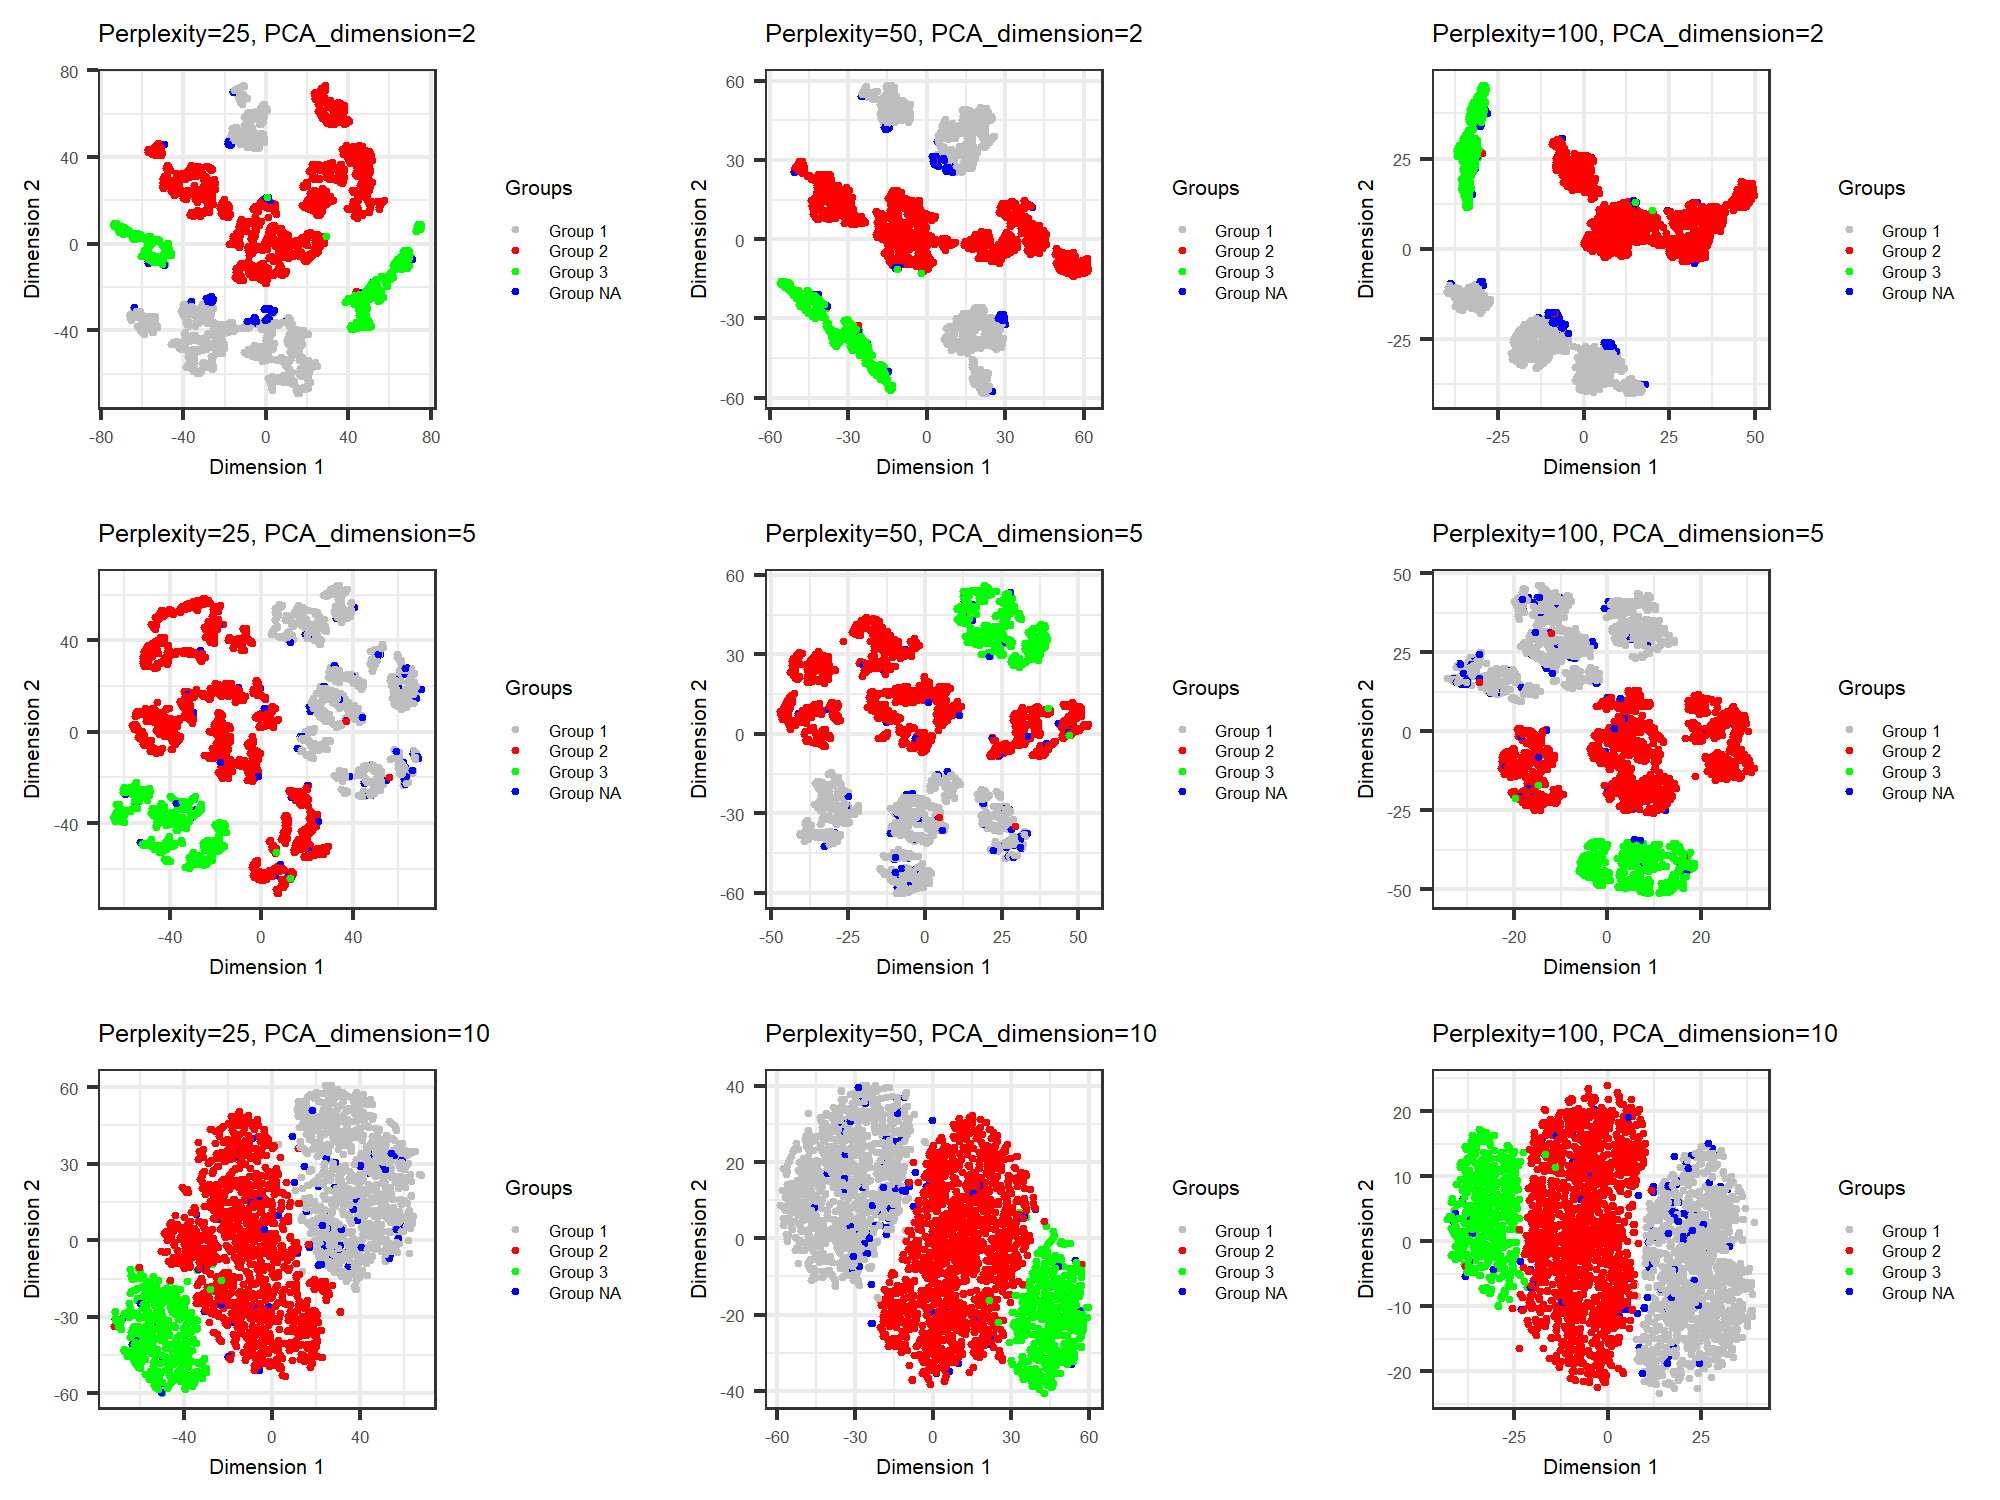 Perplexity=25, PCA_dimension=2
80
40
0
-40
-80
-40
0
40
80
Dimension 1
Dimension 2
Groups
Group 1
Group 2
Group 3
Group NA
Perplexity=50, PCA_dimension=2
60
30
0
-30
-60
-60
-30
0
30
60
Dimension 1
Dimension 2
Groups
Group 1
Group 2
Group 3
Group NA
Perplexity=100, PCA_dimension=2
25
0
-25
-25
0
25
50
Dimension 1
Dimension 2
Groups
Group 1
Group 2
Group 3
Group NA
Perplexity=25, PCA_dimension=5
40
0
-40
-40
0
40
Dimension 1
Dimension 2
Groups
Group 1
Group 2
Group 3
Group NA
Perplexity=50, PCA_dimension=5
60
30
0
-30
-60
-50
-25
0
25
50
Dimension 1
Dimension 2
Groups
Group 1
Group 2
Group 3
Group NA
Perplexity=100, PCA_dimension=5
50
25
0
-25
-50
-20
0
20
Dimension 1
Dimension 2
Groups
Group 1
Group 2
Group 3
Group NA
Perplexity=25, PCA_dimension=10
60
30
0
-30
-60
-40
0
40
Dimension 1
Dimension 2
Groups
Group 1
Group 2
Group 3
Group NA
Perplexity=50, PCA_dimension=10
40
20
0
-20
-40
-60
-30
0
30
60
Dimension 1
Dimension 2
Groups
Group 1
Group 2
Group 3
Group NA
Perplexity=100, PCA_dimension=10
20
10
0
-10
-20
-25
0
25
Dimension 1
Dimension 2
Groups
Group 1
Group 2
Group 3
Group NA